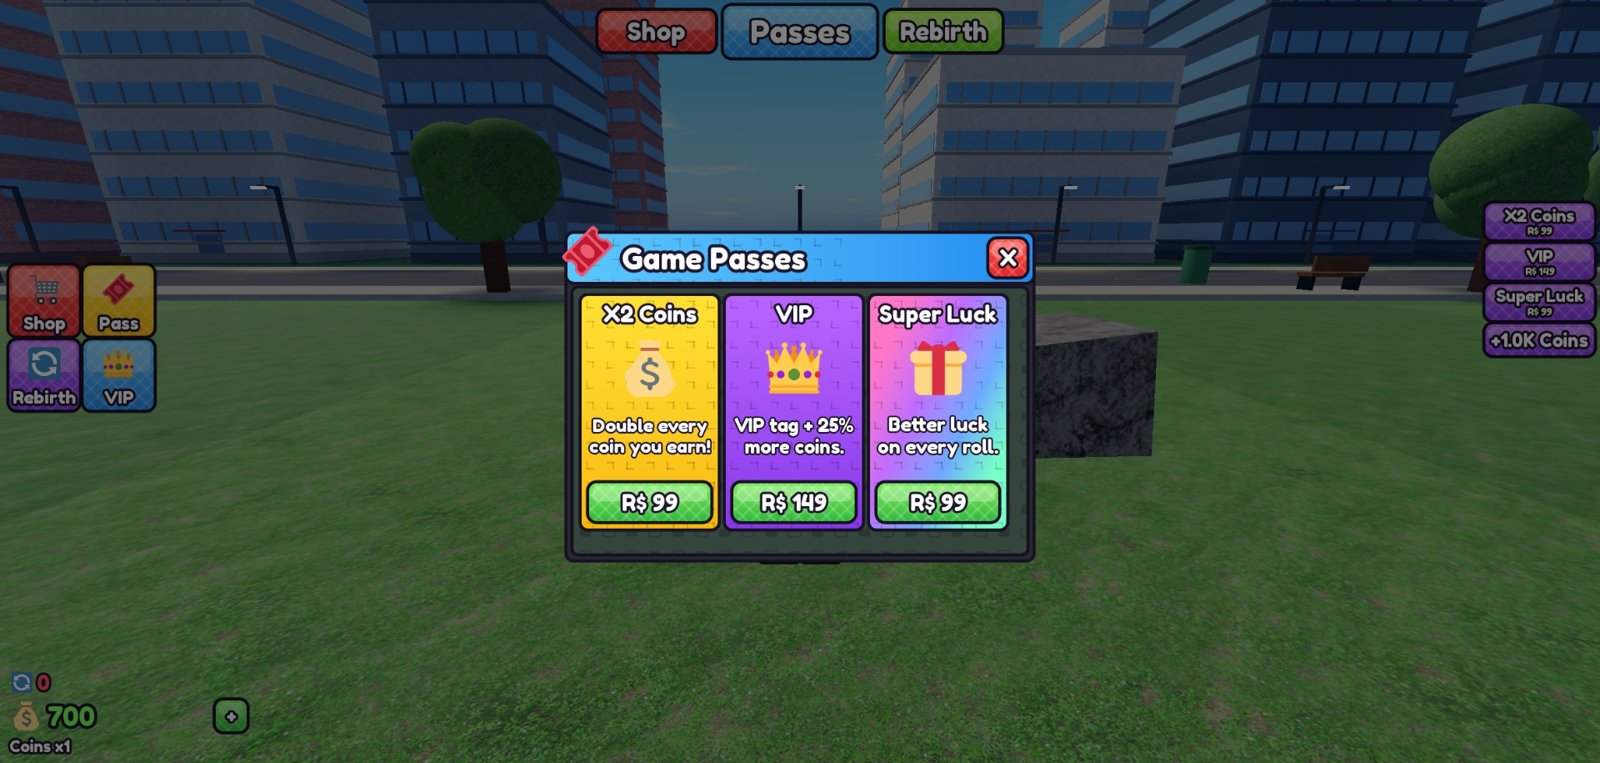 Shop
Passes
Rebirth
Game Passes
X
X2 Coins
$
Double every
coin you earn!
R$ 99
VIP
VIP tag + 25%
more coins.
R$ 149
Super Luck
Better luck
on every roll.
R$ 99
Shop
Pass
Rebirth
VIP
X2 Coins
R$ 99
VIP
R$ 149
Super Luck
R$ 99
+1.0K Coins
0
$ 700
+
Coins x1